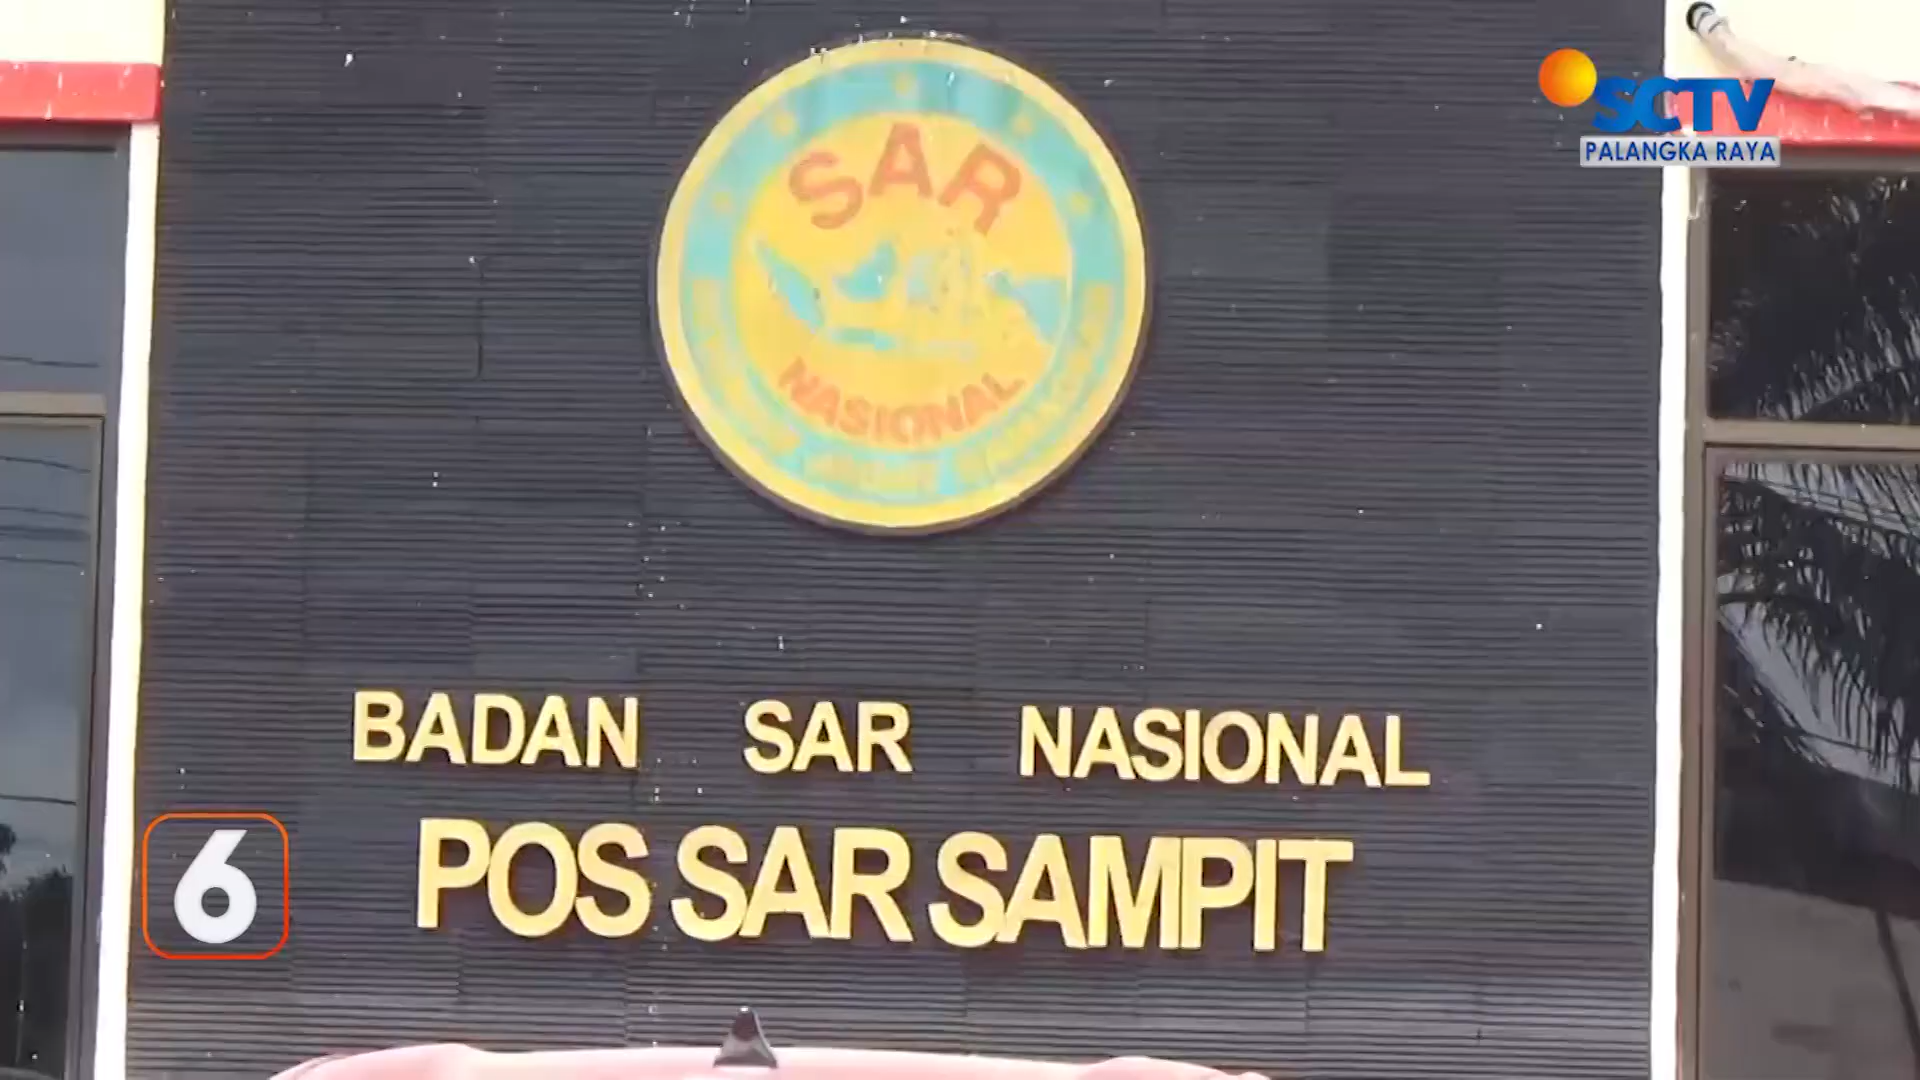 SCTV
PALANGKA RAYA
SAR
NASIONAL
BADAN SAR NASIONAL
POS SAR SAMPIT
6